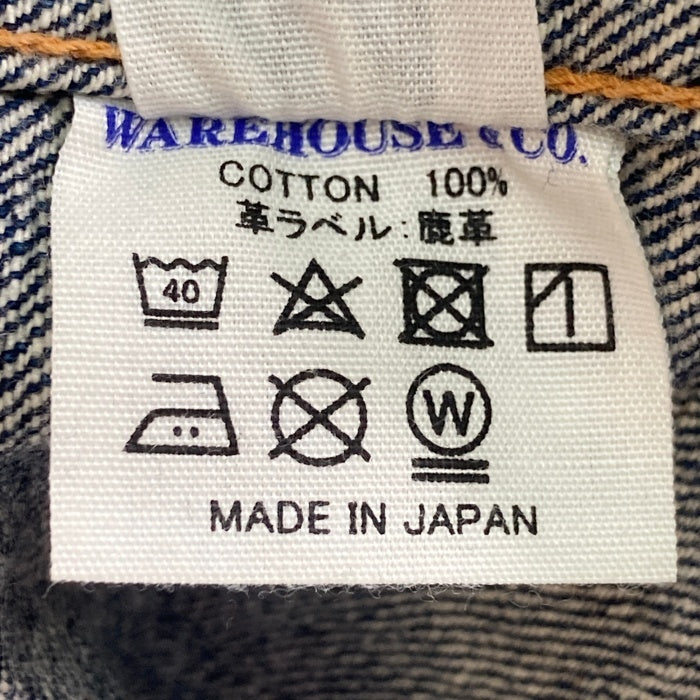 WAREHOUSE & CO.
COTTON 100%
革ラベル:鹿革
40
W
MADE IN JAPAN